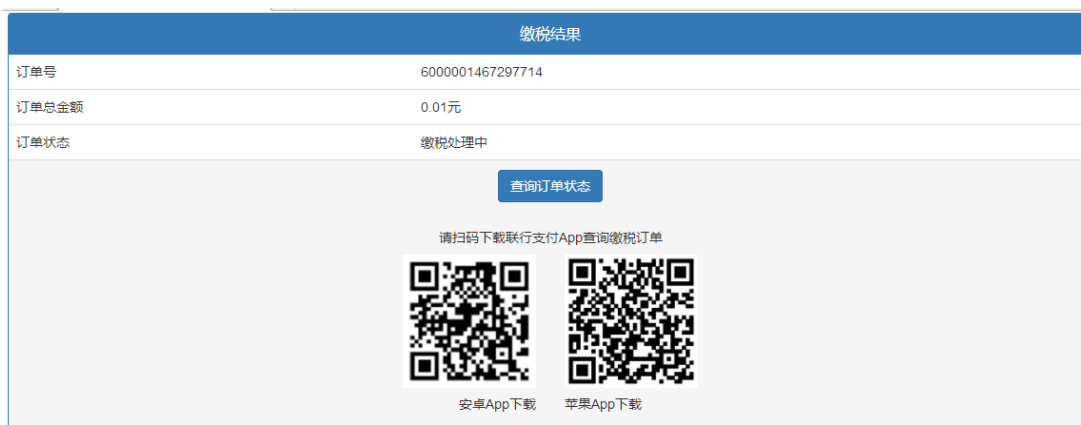 缴税结果
订单号 6000001467297714
订单总金额 0.01元
订单状态 缴税处理中
查询订单状态
请扫码下载联行支付App查询缴税订单
安卓App下载 苹果App下载